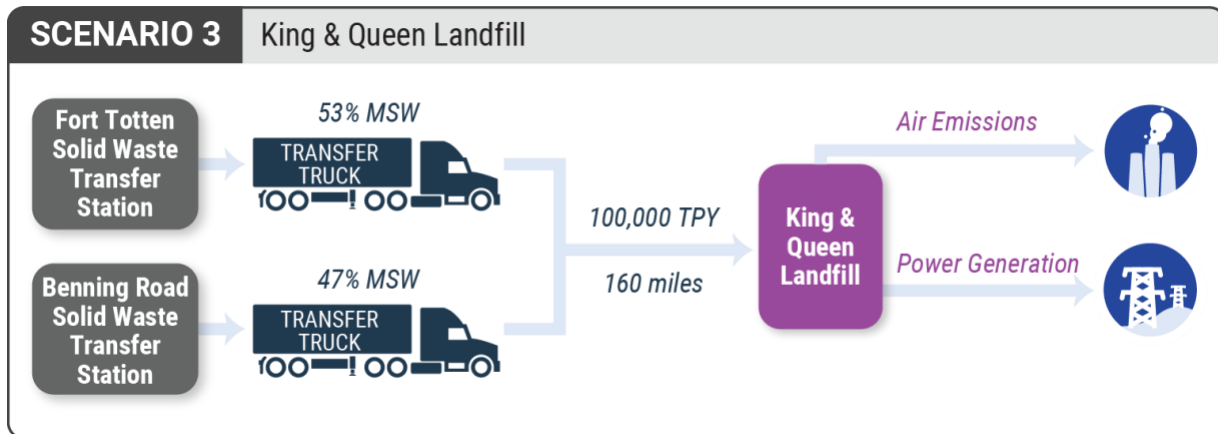 SCENARIO 3 King & Queen Landfill
Fort Totten
Solid Waste
Transfer
Station
53% MSW
TRANSFER
TRUCK
Benning Road
Solid Waste
Transfer
Station
47% MSW
TRANSFER
TRUCK
100,000 TPY
160 miles
King &
Queen
Landfill
Air Emissions
Power Generation